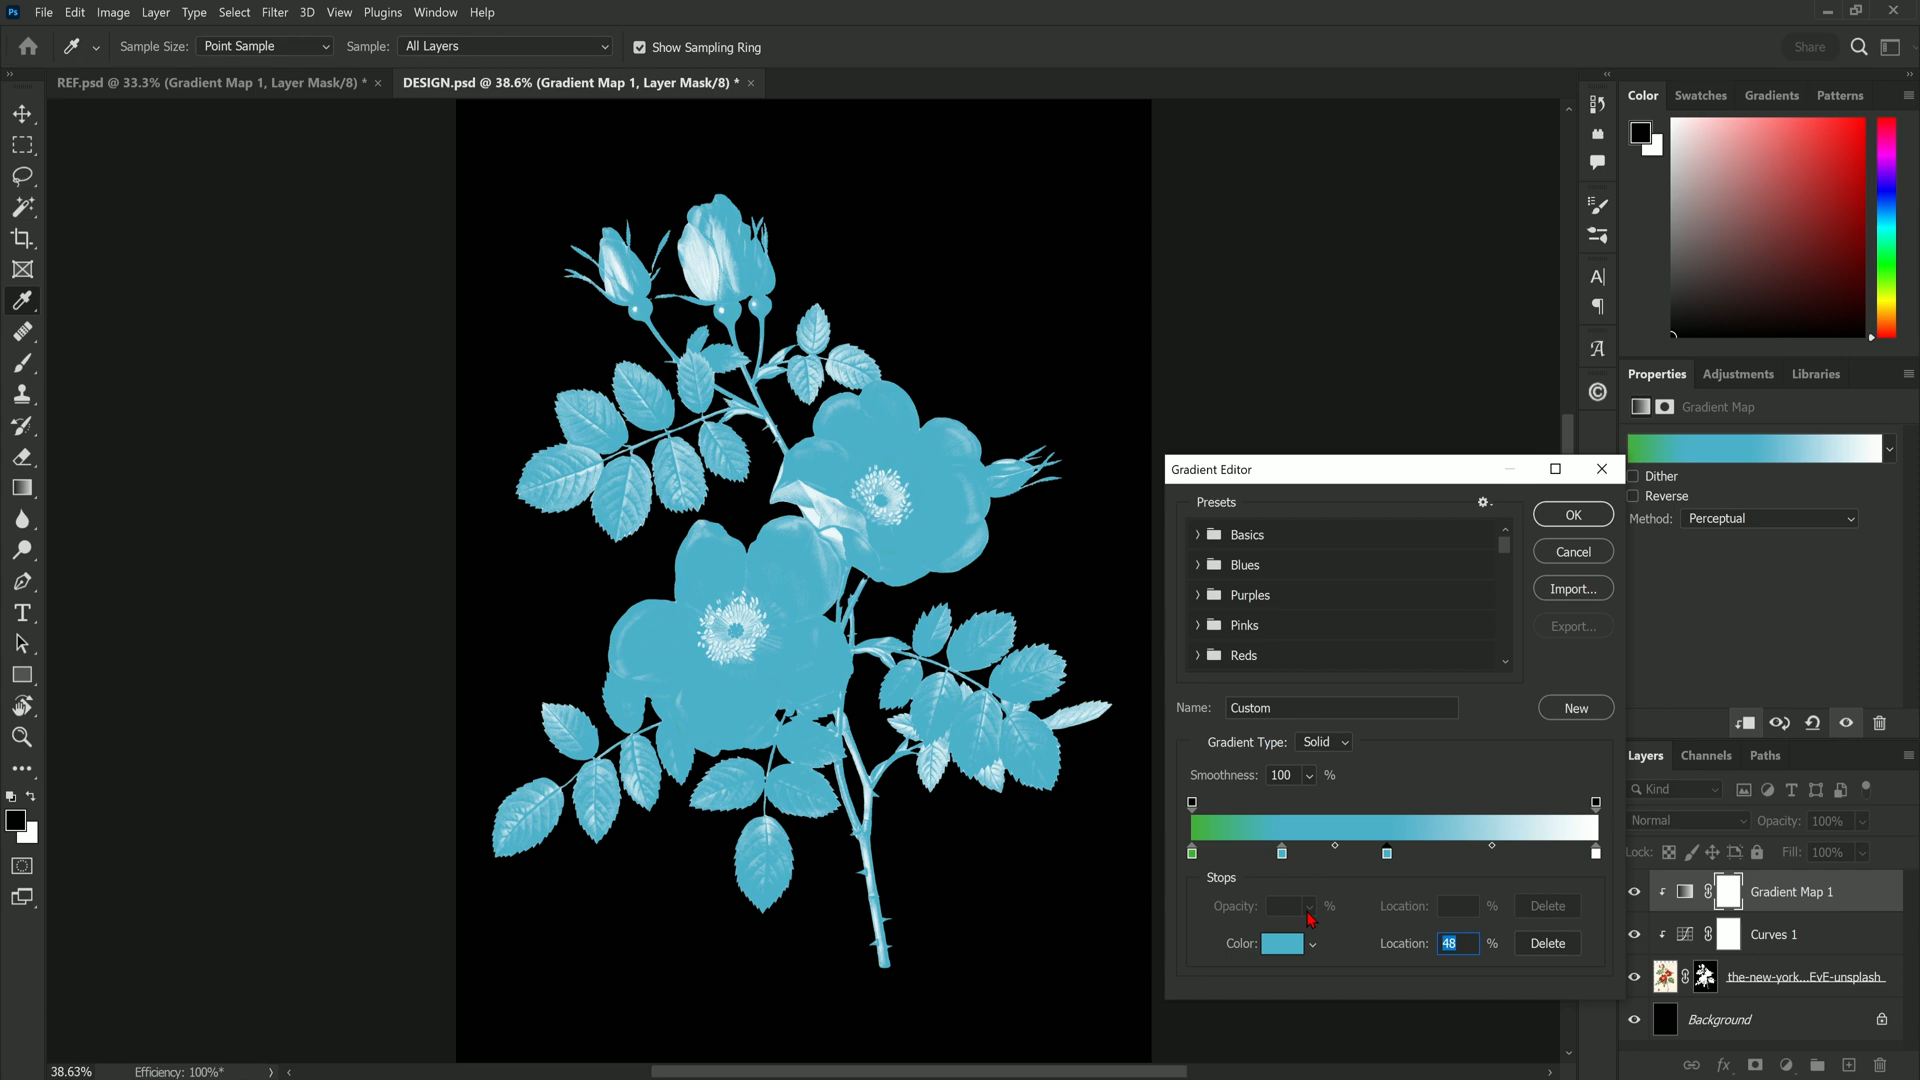 Ps File Edit Image Layer Type Select Filter 3D View Plugins Window Help
Sample Size: Point Sample Sample: All Layers Show Sampling Ring Share
REF.psd @ 33.3% (Gradient Map 1, Layer Mask/8) * × DESIGN.psd @ 38.6% (Gradient Map 1, Layer Mask/8) * ×
Color Swatches Gradients Patterns
Properties Adjustments Libraries
Gradient Map
Dither
Reverse
Method: Perceptual
Gradient Editor
Presets
Basics
Blues
Purples
Pinks
Reds
OK
Cancel
Import...
Export...
Name: Custom New
Gradient Type: Solid
Smoothness: 100 %
Stops
Opacity: % Location: % Delete
Color: Location: 48 % Delete
Layers Channels Paths
Kind
Normal Opacity: 100%
Lock: Fill: 100%
Gradient Map 1
Curves 1
the-new-york...EvE-unsplash
Background
fx
38.63% Efficiency: 100%*